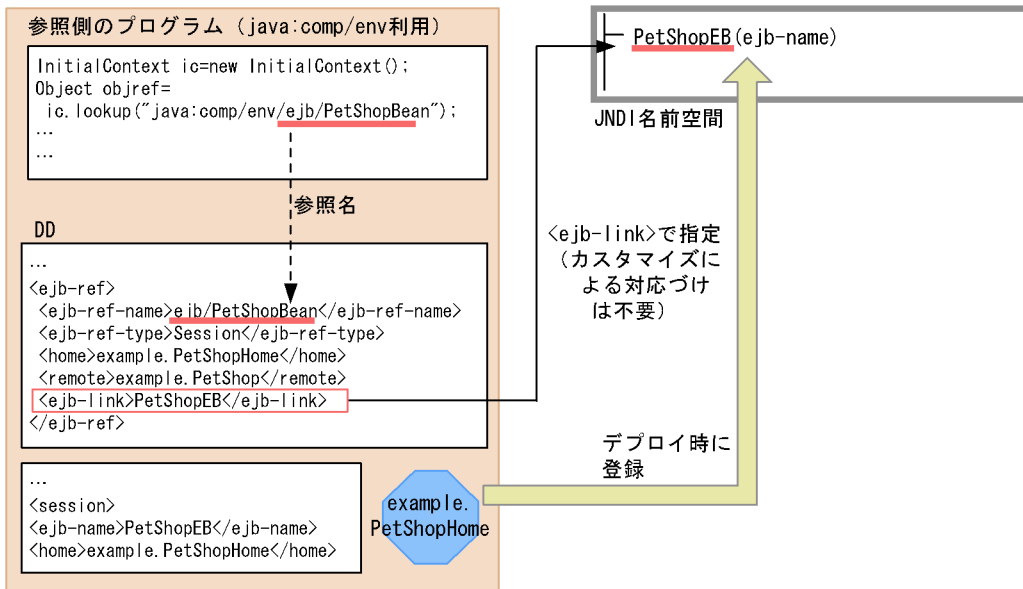 参照側のプログラム（java:comp/env利用）
InitialContext ic=new InitialContext();
Object objref=
ic.lookup("java:comp/env/ejb/PetShopBean");
…
…
参照名
DD
…
<ejb-ref>
<ejb-ref-name>ejb/PetShopBean</ejb-ref-name>
<ejb-ref-type>Session</ejb-ref-type>
<home>example.PetShopHome</home>
<remote>example.PetShop</remote>
<ejb-link>PetShopEB</ejb-link>
</ejb-ref>
…
<session>
<ejb-name>PetShopEB</ejb-name>
<home>example.PetShopHome</home>
example.
PetShopHome
PetShopEB(ejb-name)
JNDI名前空間
<ejb-link>で指定
（カスタマイズに
よる対応づけ
は不要）
デプロイ時に
登録